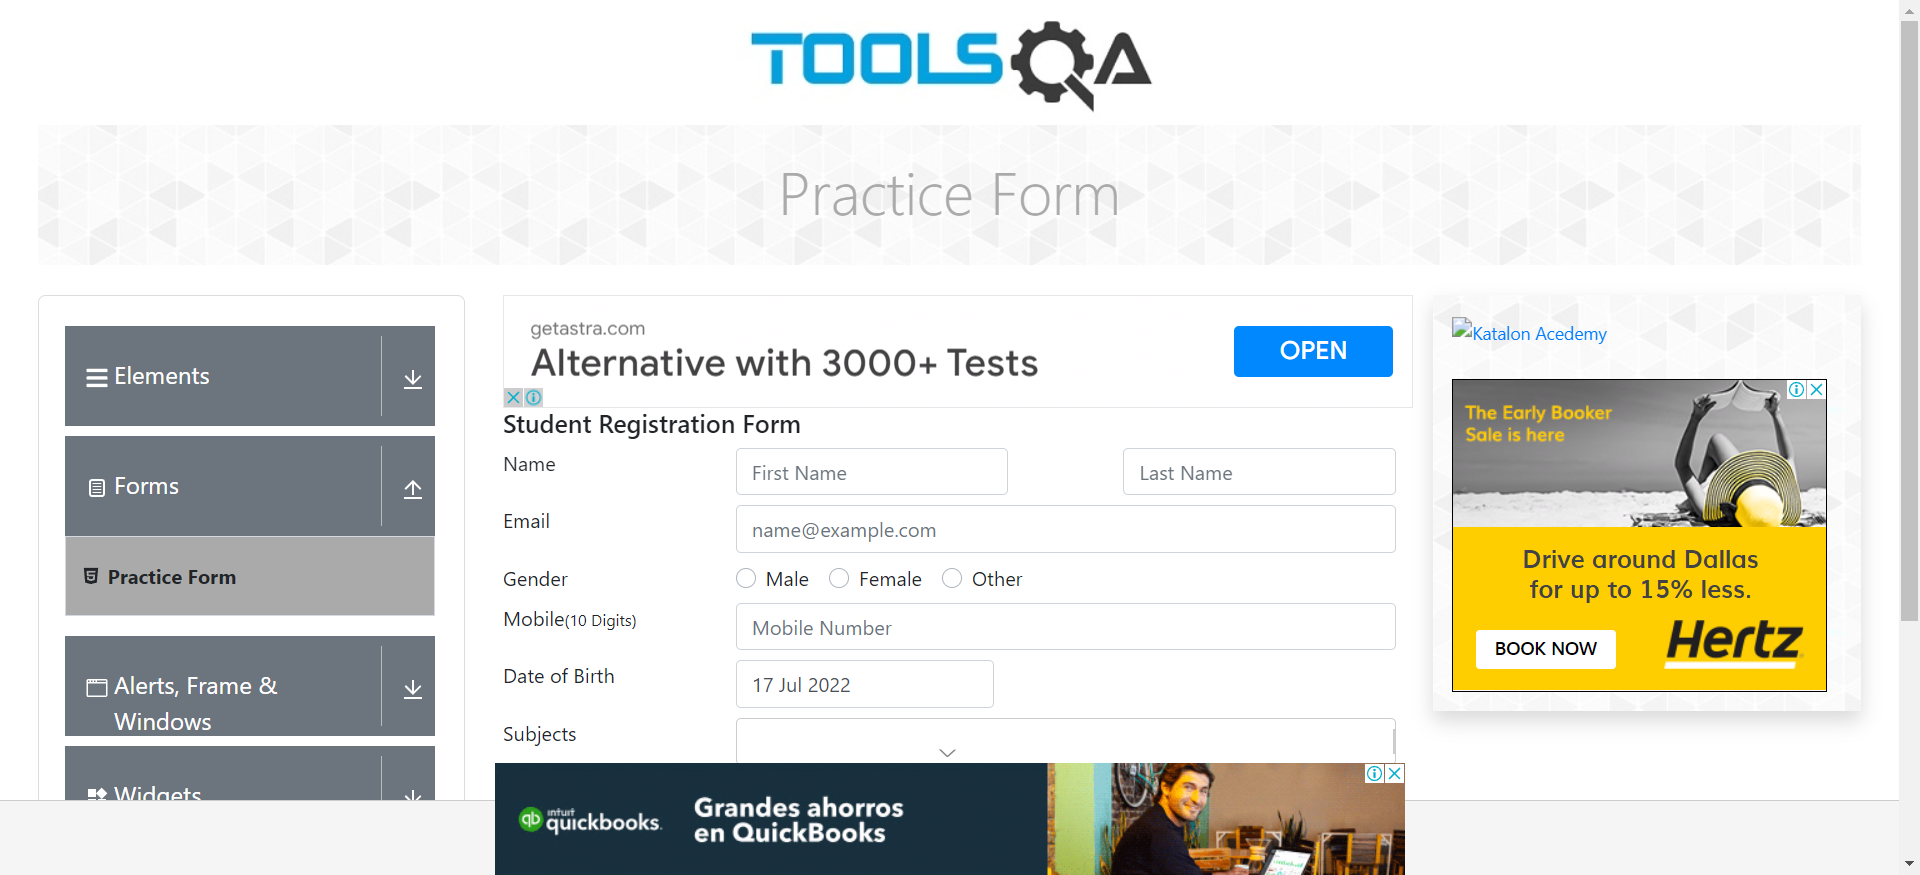 TOOLSQA
Practice Form
Elements
Forms
Practice Form
Alerts, Frame &
Windows
Widgets
getastra.com
Alternative with 3000+ Tests
OPEN
Student Registration Form
Name
First Name
Last Name
Email
name@example.com
Gender
Male
Female
Other
Mobile(10 Digits)
Mobile Number
Date of Birth
17 Jul 2022
Subjects
Katalon Acedemy
The Early Booker
Sale is here
Drive around Dallas
for up to 15% less.
BOOK NOW
Hertz
qb intuit quickbooks.
Grandes ahorros
en QuickBooks